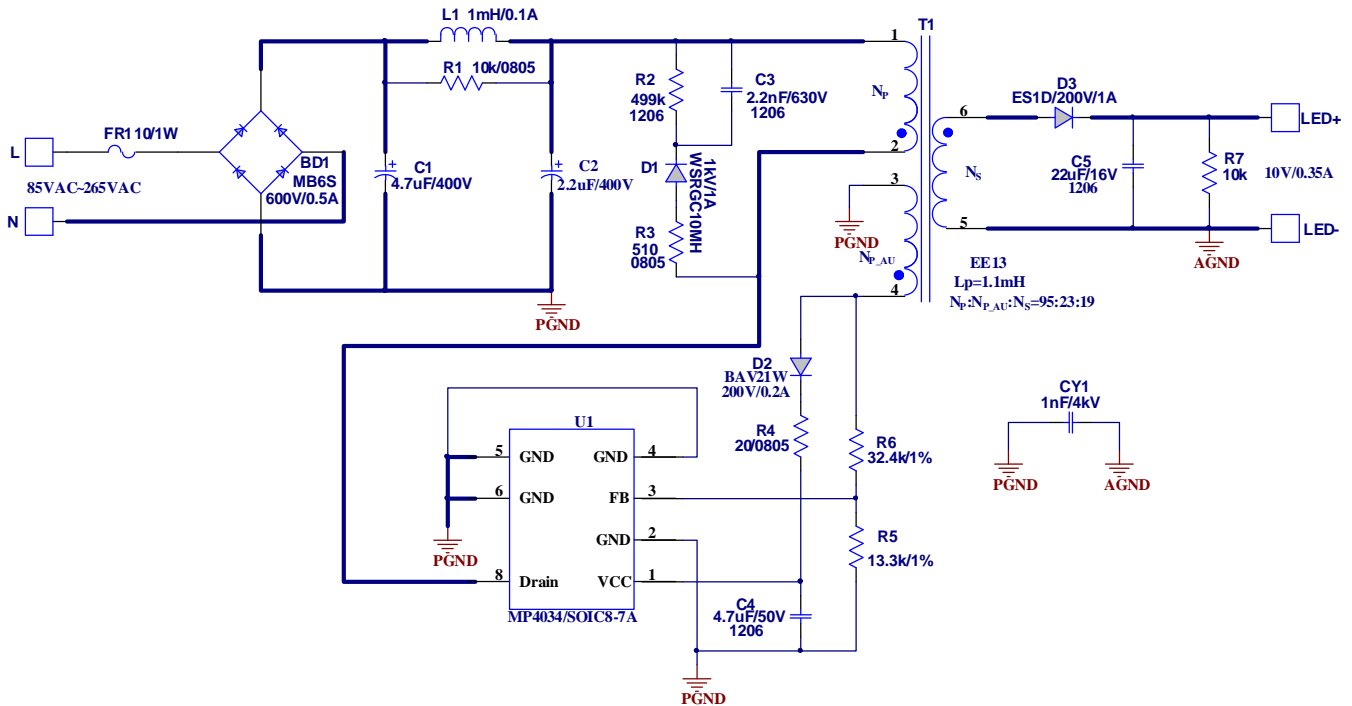 L1 1mH/0.1A
T1
1
R1 10k/0805
R2
499k
1206
C3
2.2nF/630V
1206
NP
D3
ES1D/200V/1A
6
LED+
FR1 10/1W
L
BD1
MB6S
600V/0.5A
85VAC~265VAC
N
C1
4.7uF/400V
C2
2.2uF/400V
D1
1kV/1A
WSRGC10MH
2
3
NS
C5
22uF/16V
1206
R7
10k
10V/0.35A
R3
510
0805
PGND
NP_AU
5
LED-
AGND
4
EE13
Lp=1.1mH
NP:NP_AU:NS=95:23:19
PGND
D2
BAV21W
200V/0.2A
CY1
1nF/4kV
PGND
AGND
U1
R4
20/0805
R6
32.4k/1%
5
GND
GND
4
6
GND
FB
3
PGND
GND
2
R5
13.3k/1%
8
Drain
VCC
1
MP4034/SOIC8-7A
C4
4.7uF/50V
1206
PGND